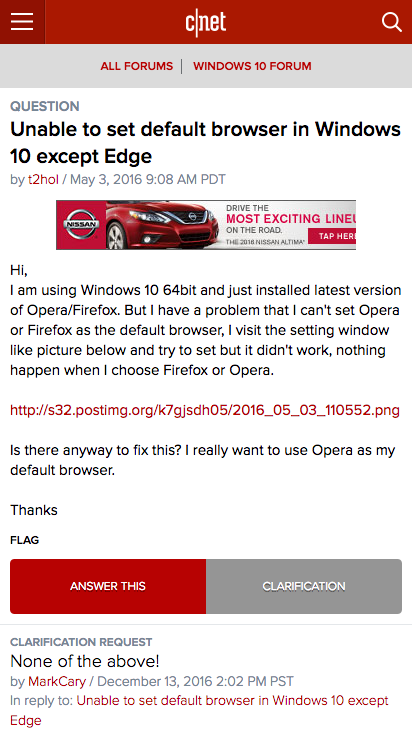 c|net
ALL FORUMS | WINDOWS 10 FORUM
QUESTION
Unable to set default browser in Windows
10 except Edge
by t2hol / May 3, 2016 9:08 AM PDT
NISSAN
DRIVE THE
MOST EXCITING LINEU
ON THE ROAD.
THE 2016 NISSAN ALTIMA®
TAP HERE
Hi,
I am using Windows 10 64bit and just installed latest version
of Opera/Firefox. But I have a problem that I can't set Opera
or Firefox as the default browser, I visit the setting window
like picture below and try to set but it didn't work, nothing
happen when I choose Firefox or Opera.
http://s32.postimg.org/k7gjsdh05/2016_05_03_110552.png
Is there anyway to fix this? I really want to use Opera as my
default browser.
Thanks
FLAG
ANSWER THIS
CLARIFICATION
CLARIFICATION REQUEST
None of the above!
by MarkCary / December 13, 2016 2:02 PM PST
In reply to: Unable to set default browser in Windows 10 except
Edge